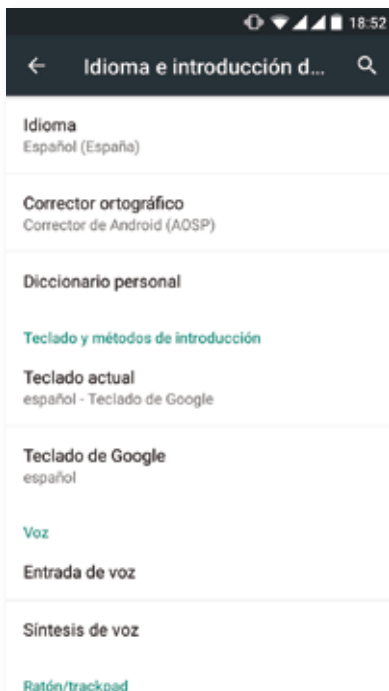 18:52
Idioma e introducción d...
Idioma
Español (España)
Corrector ortográfico
Corrector de Android (AOSP)
Diccionario personal
Teclado y métodos de introducción
Teclado actual
español - Teclado de Google
Teclado de Google
español
Voz
Entrada de voz
Síntesis de voz
Ratón/trackpad